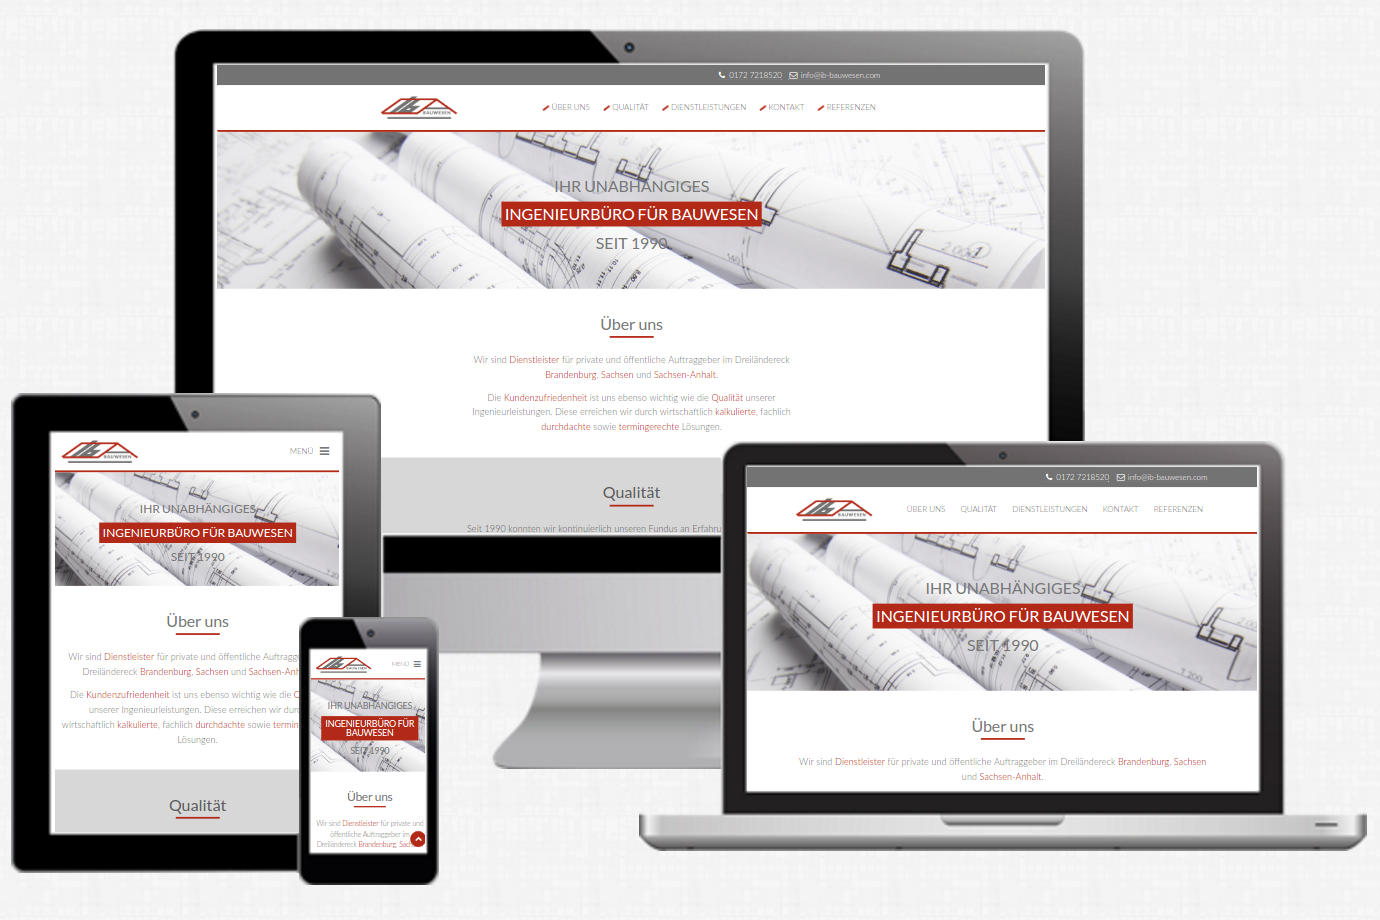 0172 7218520 info@ib-bauwesen.com
BAUWESEN
ÜBER UNS QUALITÄT DIENSTLEISTUNGEN KONTAKT REFERENZEN
IHR UNABHÄNGIGES
INGENIEURBÜRO FÜR BAUWESEN
SEIT 1990
Über uns
Wir sind Dienstleister für private und öffentliche Auftraggeber im Dreiländereck
Brandenburg, Sachsen und Sachsen-Anhalt.
Die Kundenzufriedenheit ist uns ebenso wichtig wie die Qualität unserer
Ingenieurleistungen. Diese erreichen wir durch wirtschaftlich kalkulierte, fachlich
durchdachte sowie termingerechte Lösungen.
Qualität
Seit 1990 konnten wir kontinuierlich unseren Fundus an Erfahru
BAUWESEN
MENÜ
IHR UNABHÄNGIGES
INGENIEURBÜRO FÜR BAUWESEN
SEIT 1990
Über uns
Wir sind Dienstleister für private und öffentliche Auftragge
Dreiländereck Brandenburg, Sachsen und Sachsen-Anh
Die Kundenzufriedenheit ist uns ebenso wichtig wie die Q
unserer Ingenieurleistungen. Diese erreichen wir durc
wirtschaftlich kalkulierte, fachlich durchdachte sowie termin
Lösungen.
Qualität
BAUWESEN
MENÜ
IHR UNABHÄNGIGES
INGENIEURBÜRO FÜR
BAUWESEN
SEIT 1990
Über uns
Wir sind Dienstleister für private und
öffentliche Auftraggeber im
Dreiländereck Brandenburg, Sach
0172 7218520 info@ib-bauwesen.com
BAUWESEN
ÜBER UNS QUALITÄT DIENSTLEISTUNGEN KONTAKT REFERENZEN
IHR UNABHÄNGIGES
INGENIEURBÜRO FÜR BAUWESEN
SEIT 1990
Über uns
Wir sind Dienstleister für private und öffentliche Auftraggeber im Dreiländereck Brandenburg, Sachsen
und Sachsen-Anhalt.